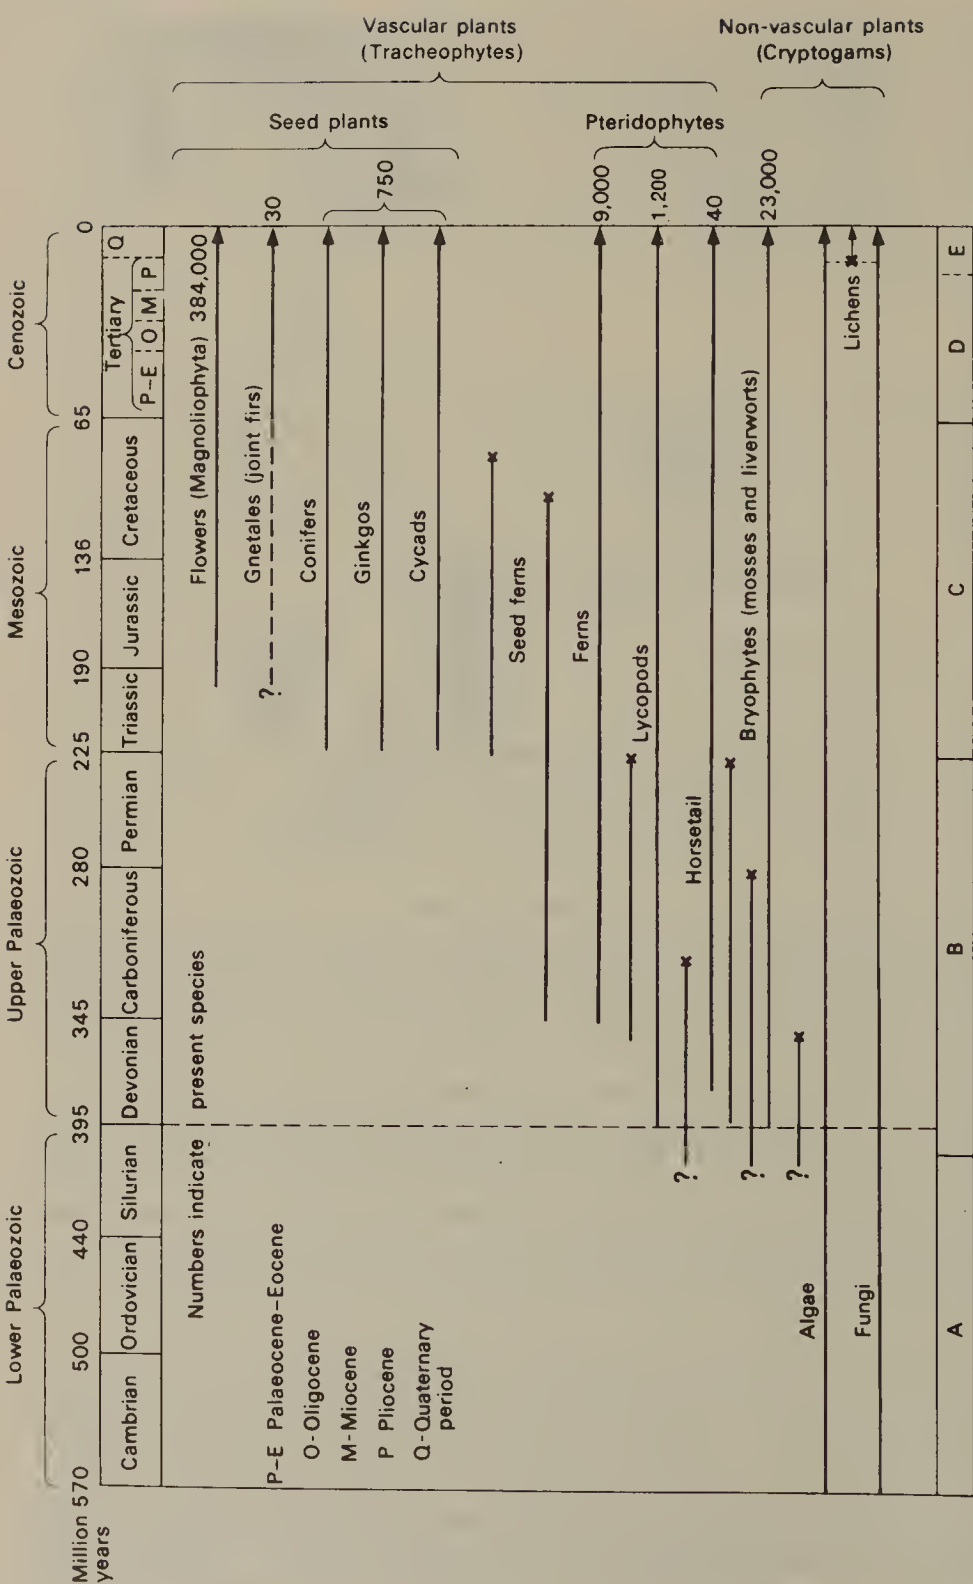 Vascular plants
(Tracheophytes)
Non-vascular plants
(Cryptogams)
Seed plants
Pteridophytes
384,000
30
750
9,000
1,200
40
23,000
Lower Palaeozoic
Upper Palaeozoic
Mesozoic
Cenozoic
Million
years
570
500
440
395
345
280
225
190
136
65
0
Cambrian
Ordovician
Silurian
Devonian
Carboniferous
Permian
Triassic
Jurassic
Cretaceous
Tertiary
P–E
O
M
P
Q
Numbers indicate present species
P–E Palaeocene–Eocene
O-Oligocene
M-Miocene
P Pliocene
Q-Quaternary
period
Flowers (Magnoliophyta)
Gnetales (joint firs)
?
Conifers
Ginkgos
Cycads
Seed ferns
Ferns
Lycopods
?
Horsetail
?
Bryophytes (mosses and liverworts)
?
Algae
Lichens
Fungi
A
B
C
D
E